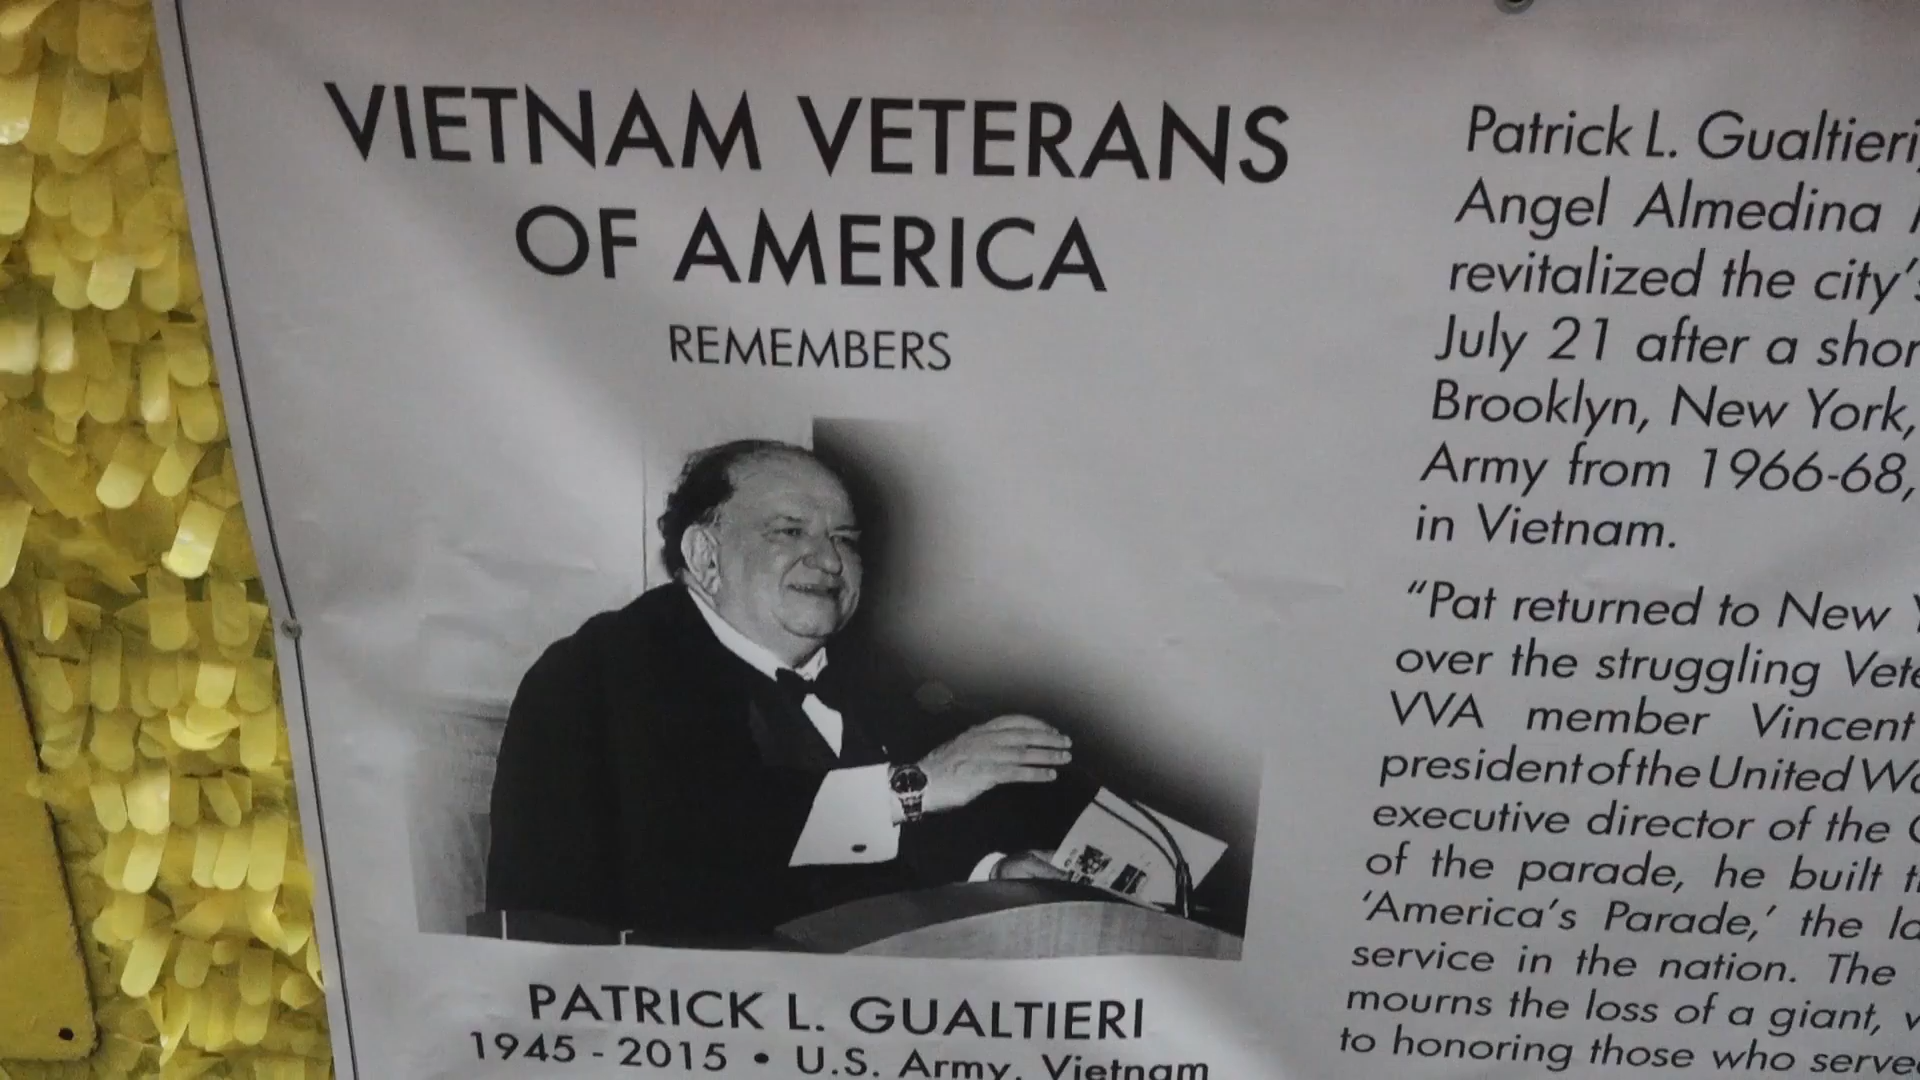 VIETNAM VETERANS
OF AMERICA
REMEMBERS
PATRICK L. GUALTIERI
1945 - 2015 • U.S. Army, Vietnam
Patrick L. Gualtieri,
Angel Almedina
revitalized the city's
July 21 after a
Brooklyn, New York,
Army from 1966-68,
in Vietnam.
"Pat returned to New
over the struggling
VVA member Vincent
president of the United
executive director of the
of the parade, he built
'America's Parade,' the
service in the nation. The
mourns the loss of a giant,
to honoring those who